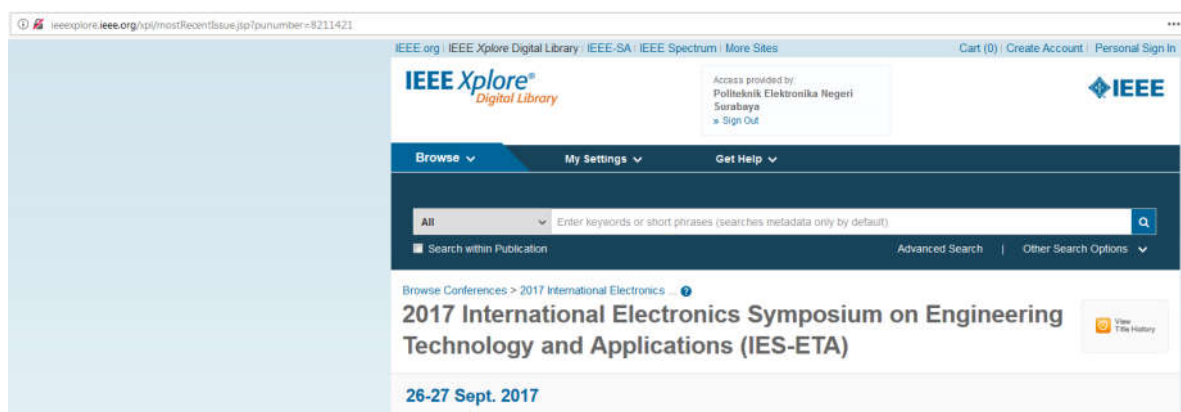 ieeexplore.ieee.org/xpl/mostRecentIssue.jsp?punumber=8211421
IEEE.org | IEEE Xplore Digital Library | IEEE-SA | IEEE Spectrum | More Sites
Cart (0) | Create Account | Personal Sign In
IEEE Xplore®
Digital Library
Access provided by:
Politeknik Elektronika Negeri
Surabaya
» Sign Out
IEEE
Browse
My Settings
Get Help
All
Enter keywords or short phrases (searches metadata only by default)
Search within Publication
Advanced Search | Other Search Options
Browse Conferences > 2017 International Electronics ...
2017 International Electronics Symposium on Engineering
Technology and Applications (IES-ETA)
View
Title History
26-27 Sept. 2017